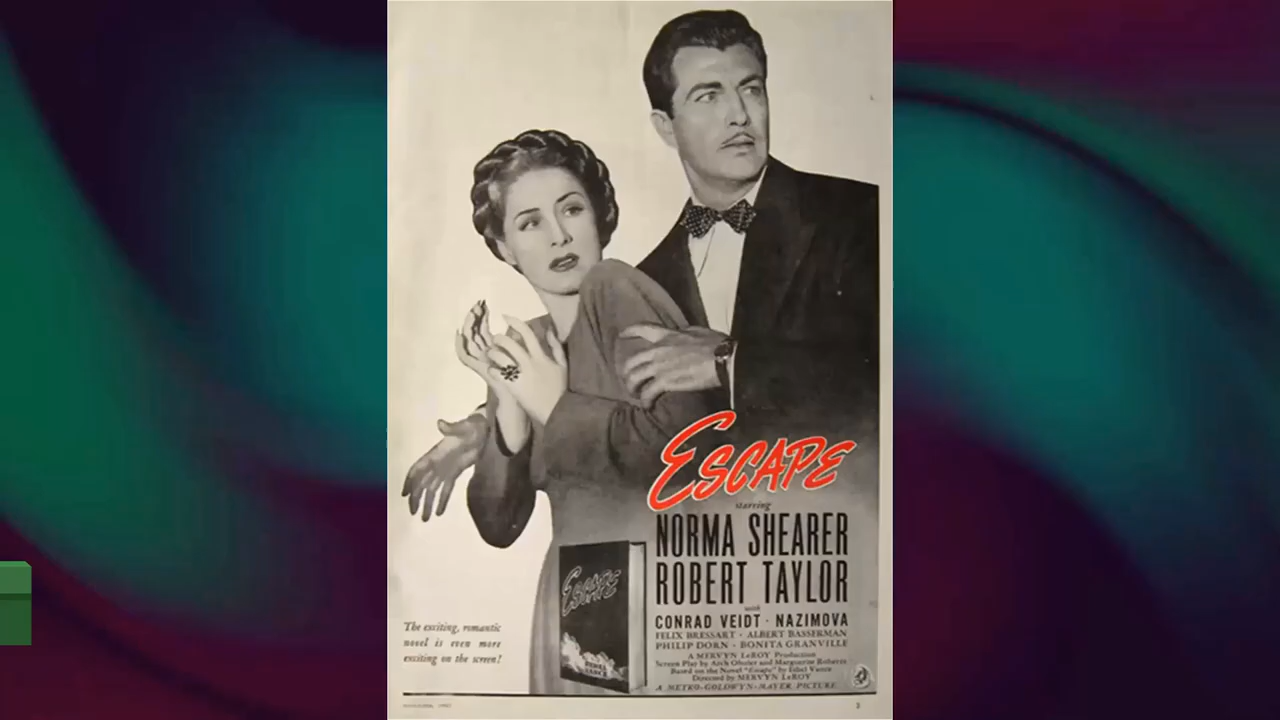 ESCAPE
starring
NORMA SHEARER
ROBERT TAYLOR
with
CONRAD VEIDT · NAZIMOVA
FELIX BRESSART · ALBERT BASSERMAN
PHILIP DORN · BONITA GRANVILLE
A MERVYN LeROY Production
Screen Play by Arch Oboler and Marguerite Roberts
Based on the Novel "Escape" by Ethel Vance
Directed by MERVYN LeROY
A METRO-GOLDWYN-MAYER PICTURE
ESCAPE
ETHEL
VANCE
The exciting, romantic
novel is even more
exciting on the screen!
3